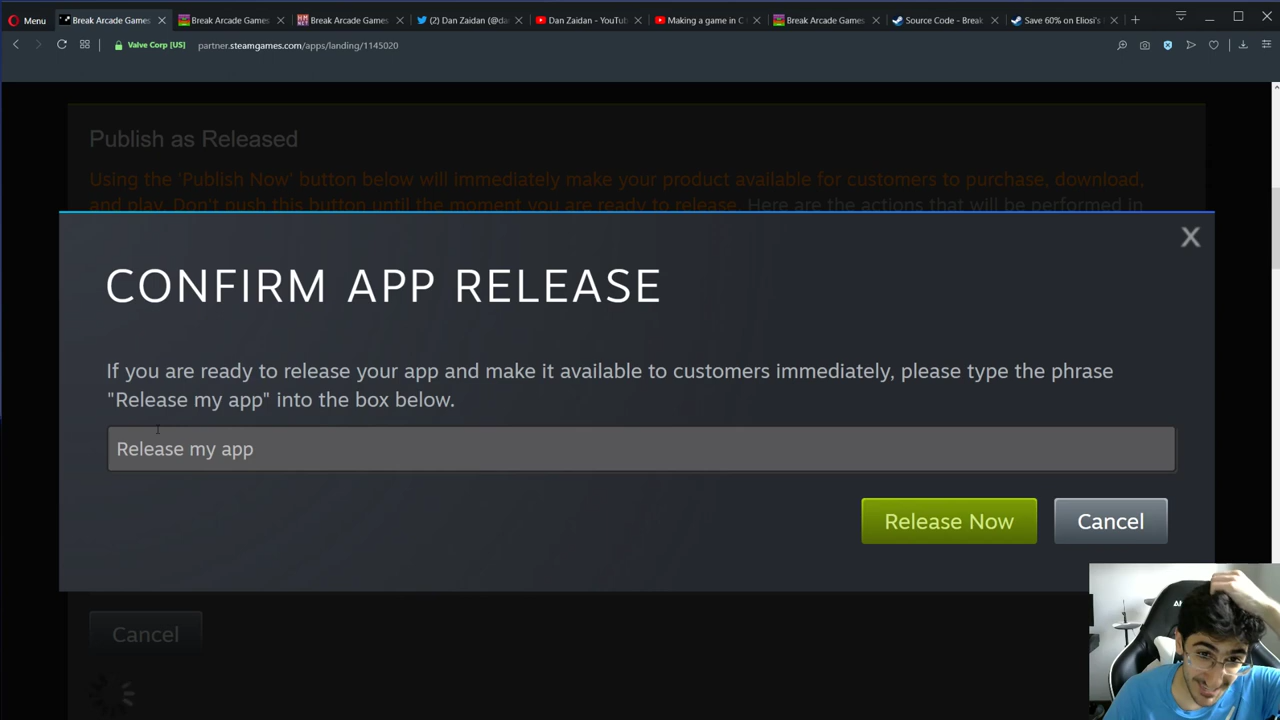 Menu
Break Arcade Games
Break Arcade Games
Break Arcade Games
(2) Dan Zaidan (@da
Dan Zaidan - YouTu
Making a game in C
Break Arcade Games
Source Code - Break
Save 60% on Eliosi's
Valve Corp [US]
partner.steamgames.com/apps/landing/1145020
Publish as Released
Using the 'Publish Now' button below will immediately make your product available for customers to purchase, download,
and play. Don't push this button until the moment you are ready to release. Here are the actions that will be performed in
X
CONFIRM APP RELEASE
If you are ready to release your app and make it available to customers immediately, please type the phrase
"Release my app" into the box below.
Release my app
Release Now
Cancel
Cancel